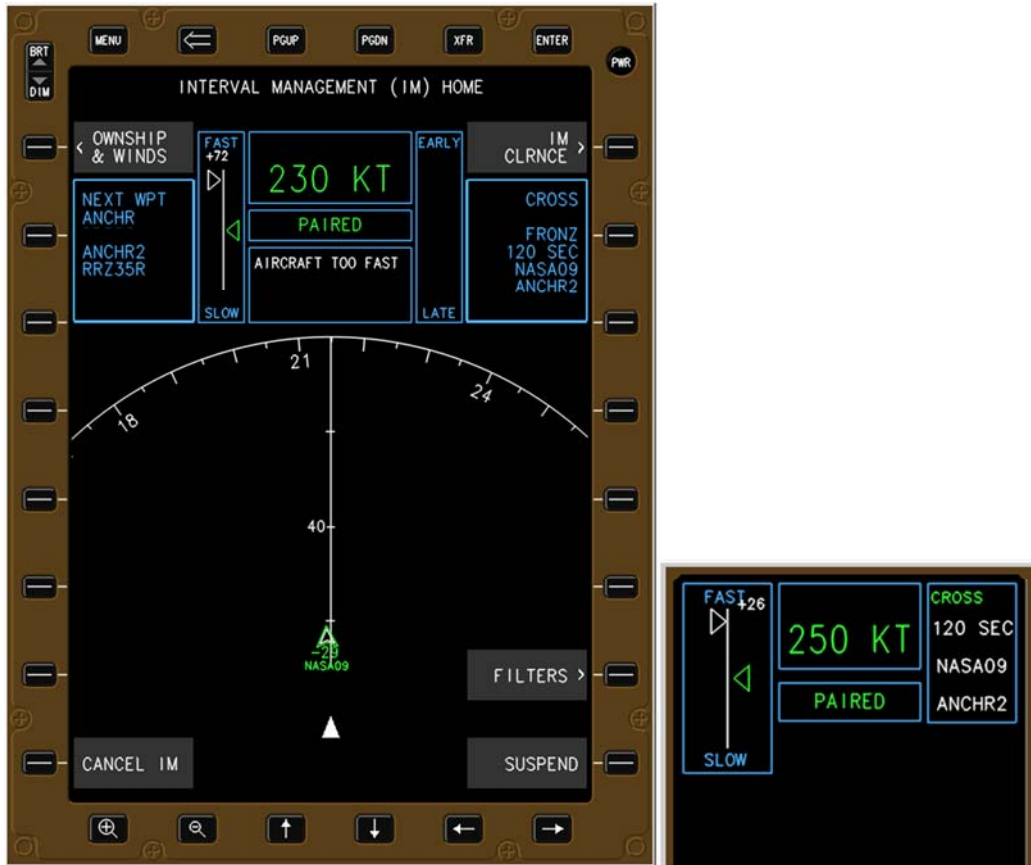 MENU
PGUP
PGDN
XFR
ENTER
BRT
DIM
PWR
INTERVAL MANAGEMENT (IM) HOME
< OWNSHIP
& WINDS
FAST
+72
230 KT
EARLY
IM >
CLRNCE
NEXT WPT
ANCHR
ANCHR2
RRZ35R
PAIRED
AIRCRAFT TOO FAST
SLOW
LATE
CROSS
FRONZ
120 SEC
NASA09
ANCHR2
18
21
24
40
-29
NASA09
FILTERS >
CANCEL IM
SUSPEND
FAST
+26
SLOW
250 KT
PAIRED
CROSS
120 SEC
NASA09
ANCHR2